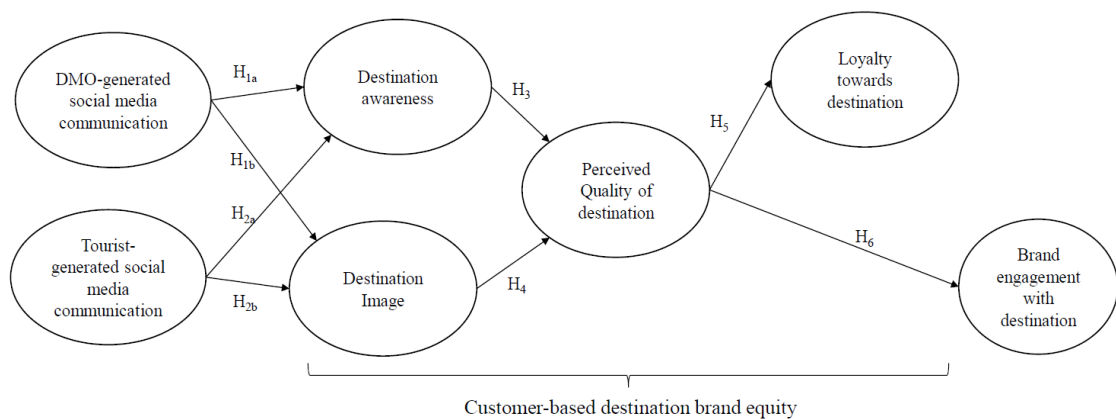 DMO-generated
social media
communication
H1a
H1b
Destination
awareness
H3
Loyalty
towards
destination
H5
Perceived
Quality of
destination
Tourist-
generated social
media
communication
H2a
H2b
Destination
Image
H4
H6
Brand
engagement
with
destination
Customer-based destination brand equity